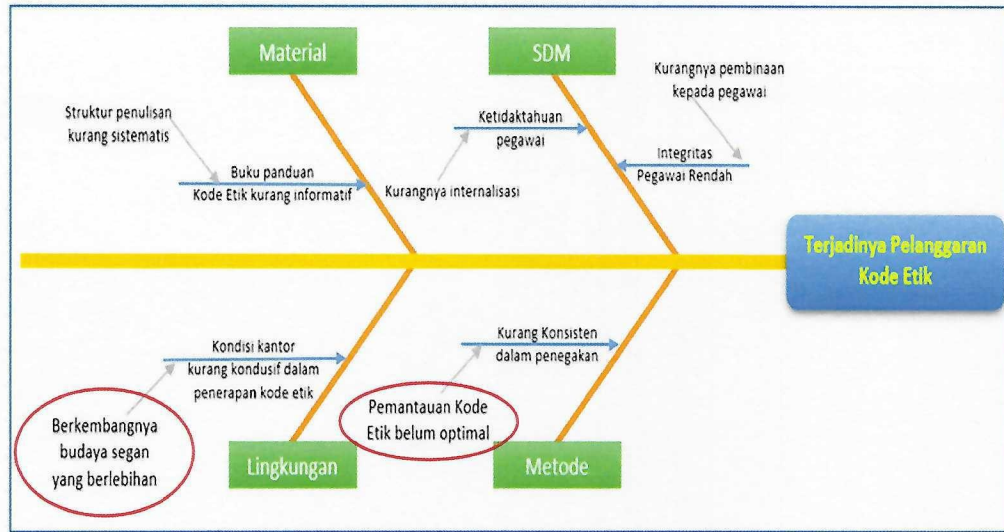 Material
SDM
Kurangnya pembinaan
kepada pegawai
Struktur penulisan
kurang sistematis
Ketidaktahuan
pegawai
Integritas
Pegawai Rendah
Buku panduan
Kode Etik kurang informatif
Kurangnya internalisasi
Terjadinya Pelanggaran
Kode Etik
Kondisi kantor
kurang kondusif dalam
penerapan kode etik
Kurang Konsisten
dalam penegakan
Berkembangnya
budaya segan
yang berlebihan
Pemantauan Kode
Etik belum optimal
Lingkungan
Metode